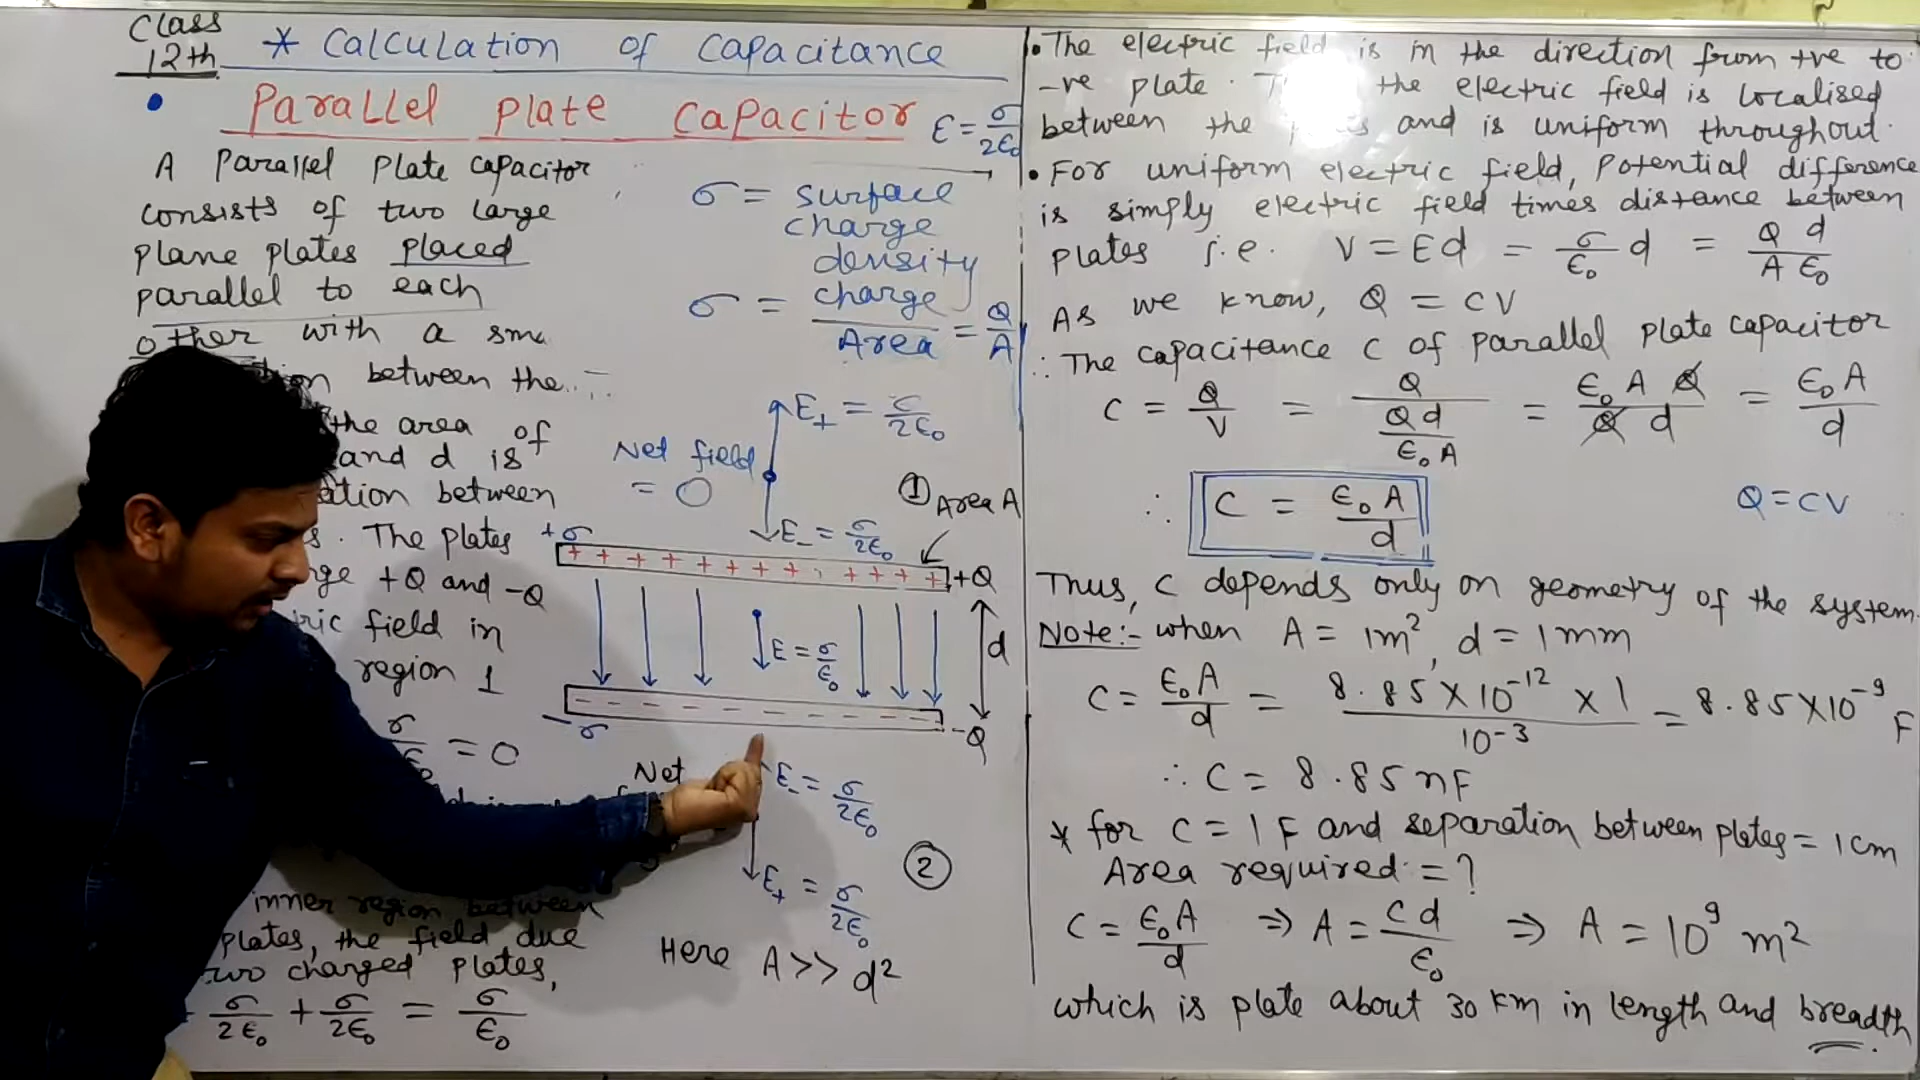 Class
12th
* Calculation of Capacitance
• Parallel Plate Capacitor
E = σ/2ε₀
A Parallel Plate capacitor
consists of two large
plane plates placed
parallel to each
other with a
between the
the area of
and d is
between
The plates
+Q and -Q
field in
region 1
σ = surface
charge
density
σ = charge/Area = Q/A
E₊ = σ/2ε₀
Net field
= 0
① Area A
E₋ = σ/2ε₀
+σ
+ + + + + + + + + + + +
+Q
E = σ/ε₀
d
- - - - - - - - - -
-σ
-Q
= 0
Net
E₋ = σ/2ε₀
②
E₊ = σ/2ε₀
inner region between
plates, the field due
two charged plates,
σ/2ε₀ + σ/2ε₀ = σ/ε₀
Here A >> d²
• The electric field is in the direction from +ve to
-ve plate. the electric field is localised
between the and is uniform throughout.
• For uniform electric field, Potential difference
is simply electric field times distance between
plates i.e. V = Ed = σ/ε₀ d = Q d/A ε₀
As we know, Q = CV
∴ The capacitance C of parallel plate capacitor
C = Q/V = Q/(Q d/ε₀ A) = ε₀ A Q/Q d = ε₀ A/d
∴ C = ε₀ A/d
Q = CV
Thus, C depends only on geometry of the system.
Note:- when A = 1m², d = 1mm
C = ε₀ A/d = 8.85 × 10⁻¹² × 1/10⁻³ = 8.85 × 10⁻⁹ F
∴ C = 8.85 nF
* for C = 1 F and separation between plates = 1cm
Area required = ?
C = ε₀ A/d ⇒ A = C d/ε₀ ⇒ A = 10⁹ m²
which is plate about 30 km in length and breadth.